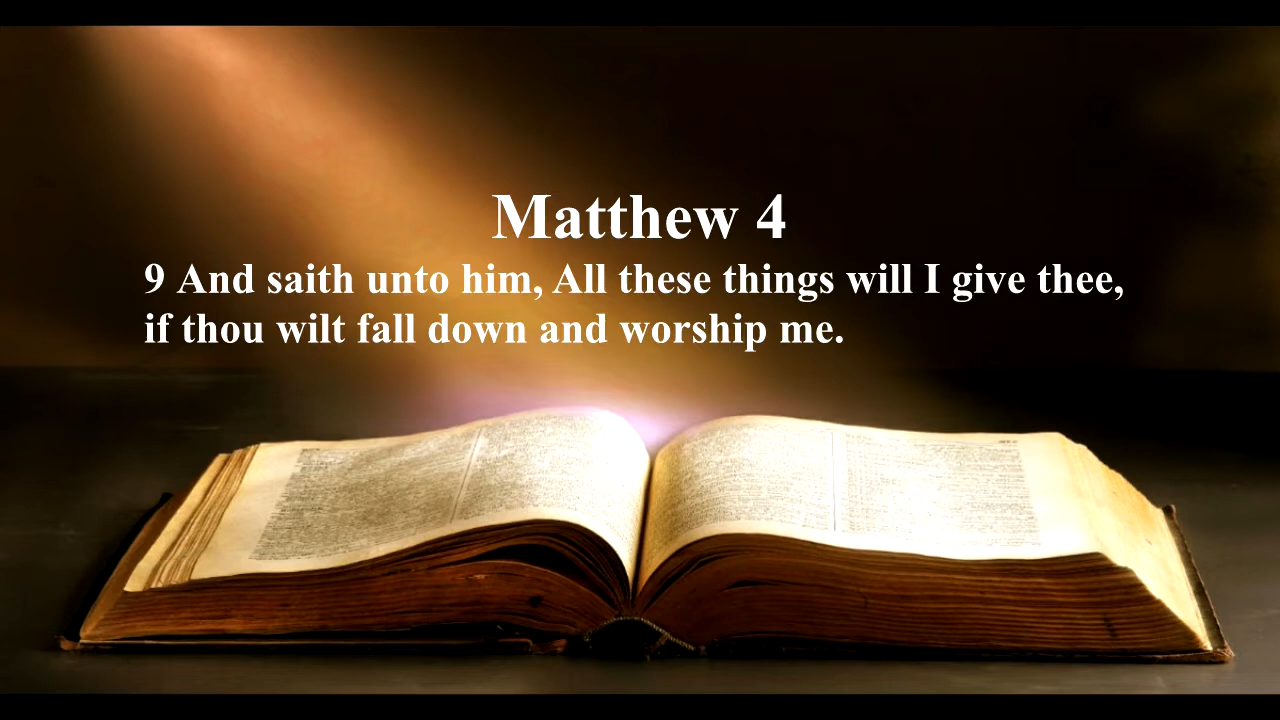 Matthew 4
9 And saith unto him, All these things will I give thee,
if thou wilt fall down and worship me.